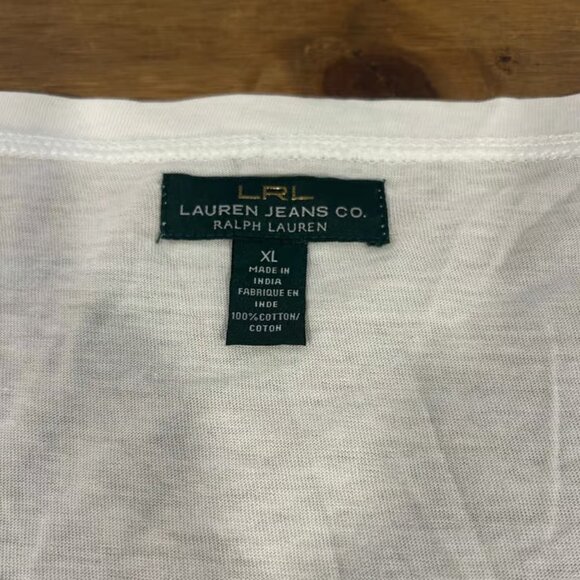 LRL
LAUREN JEANS CO.
RALPH LAUREN
XL
MADE IN
INDIA
FABRIQUE EN
INDE
100% COTTON/
COTON